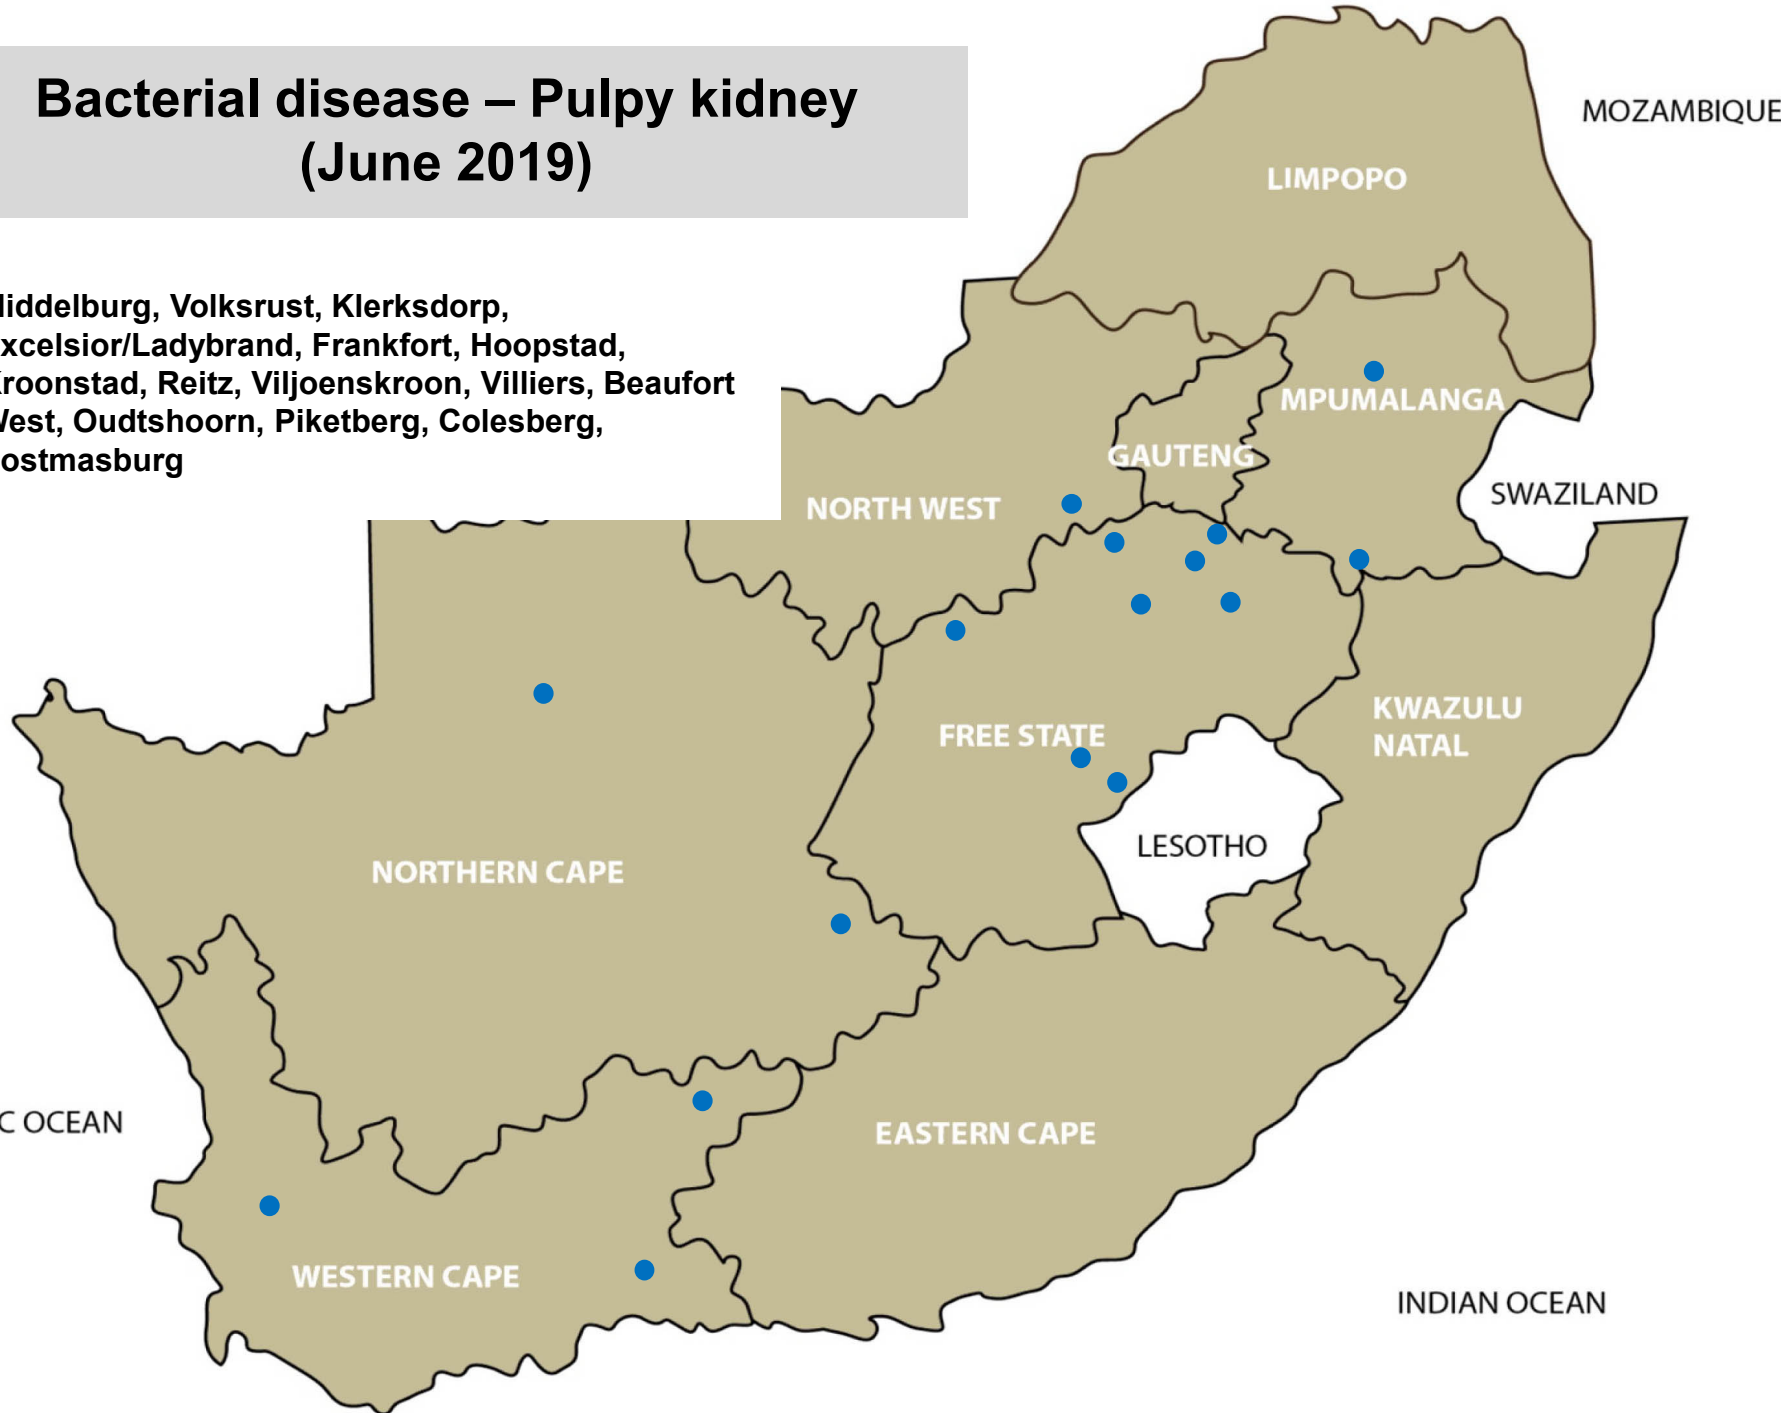 Bacterial disease – Pulpy kidney
(June 2019)
iddelburg, Volksrust, Klerksdorp,
xcelsior/Ladybrand, Frankfort, Hoopstad,
roonstad, Reitz, Viljoenskroon, Villiers, Beaufort
est, Oudtshoorn, Piketberg, Colesberg,
ostmasburg
MOZAMBIQUE
LIMPOPO
MPUMALANGA
GAUTENG
SWAZILAND
NORTH WEST
KWAZULU
NATAL
FREE STATE
LESOTHO
NORTHERN CAPE
C OCEAN
EASTERN CAPE
WESTERN CAPE
INDIAN OCEAN